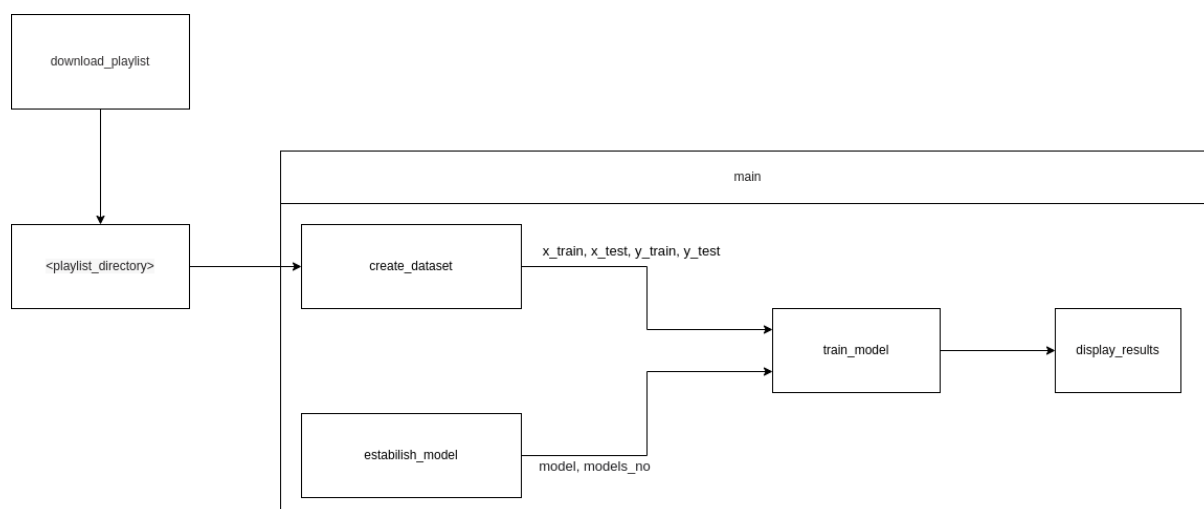 download_playlist
main
<playlist_directory>
create_dataset
x_train, x_test, y_train, y_test
train_model
display_results
estabilish_model
model, models_no